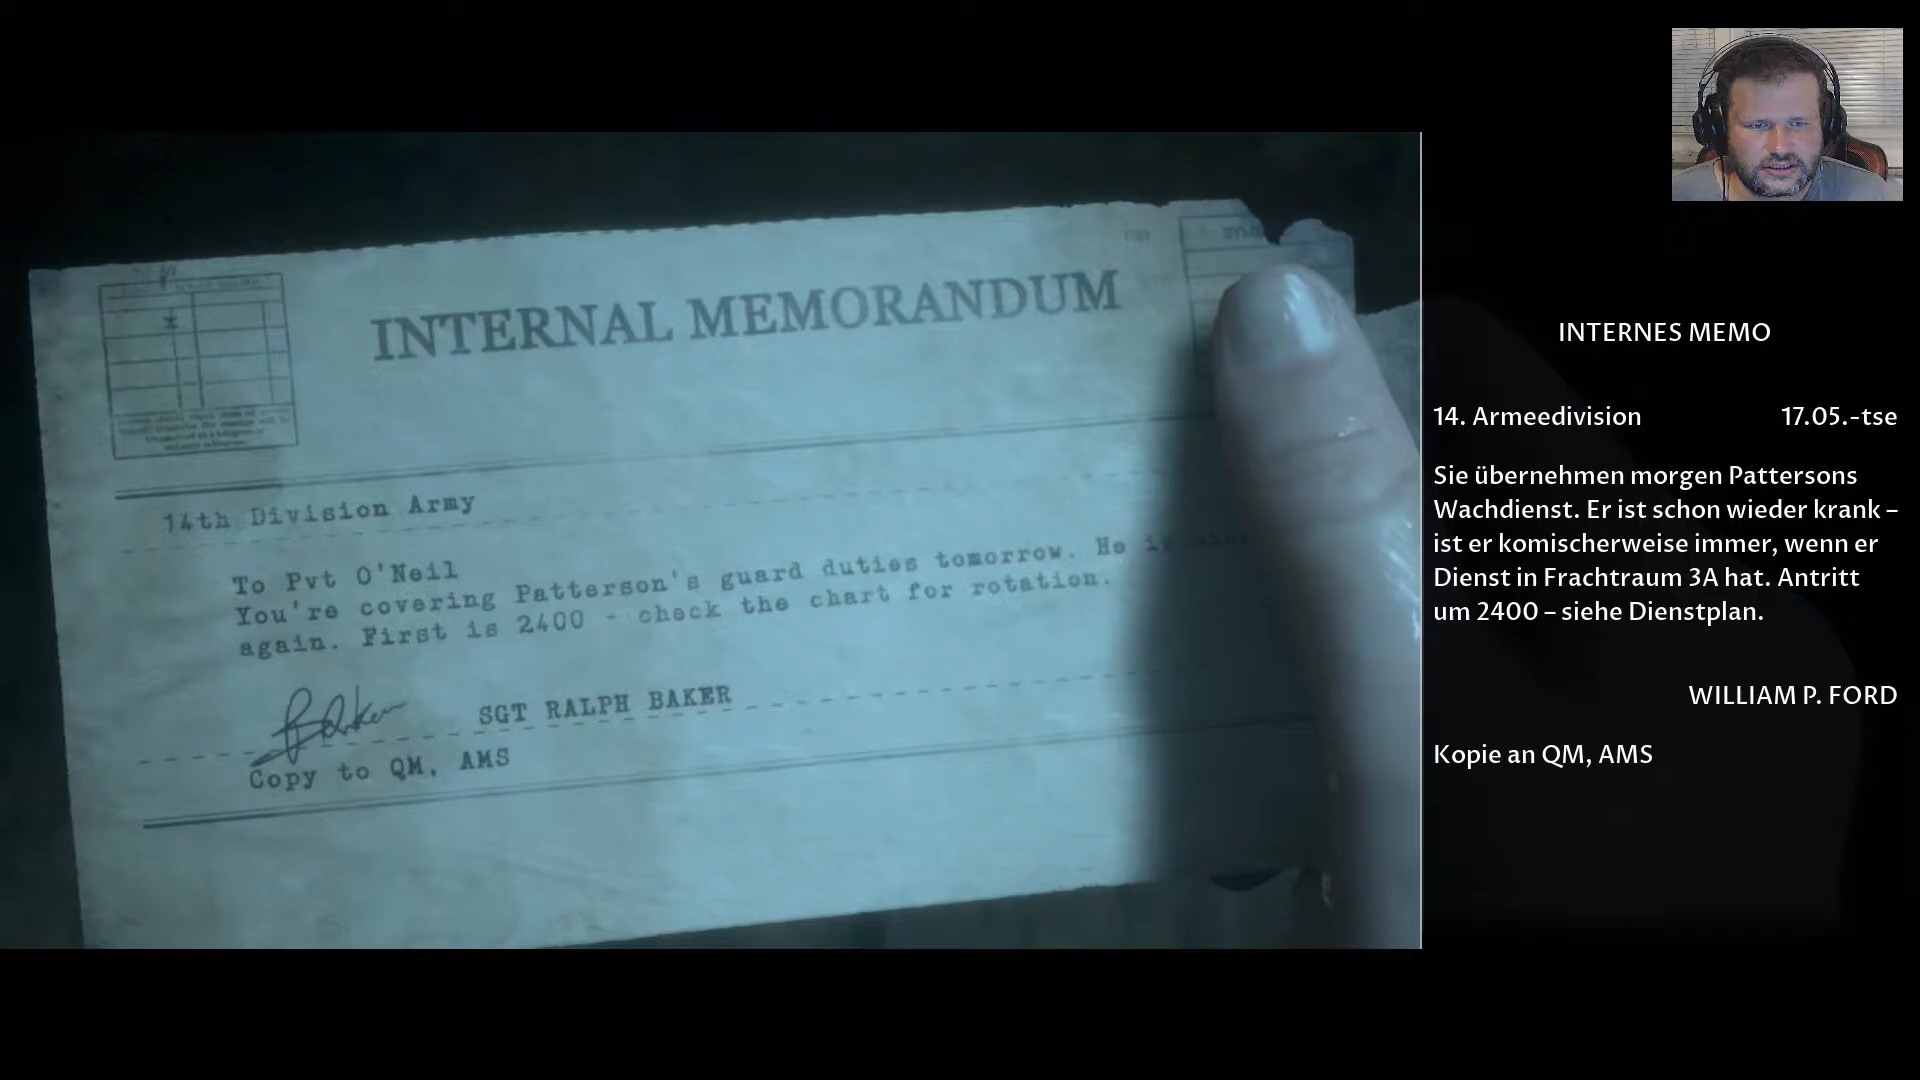 INTERNAL MEMORANDUM
14th Division Army
To Pvt O'Neil
You're covering Patterson's guard duties tomorrow. He is
again. First is 2400 - check the chart for rotation.
Baker
SGT RALPH BAKER
Copy to QM, AMS
INTERNES MEMO
14. Armeedivision 17.05.-tse
Sie übernehmen morgen Pattersons
Wachdienst. Er ist schon wieder krank –
ist er komischerweise immer, wenn er
Dienst in Frachtraum 3A hat. Antritt
um 2400 – siehe Dienstplan.
WILLIAM P. FORD
Kopie an QM, AMS